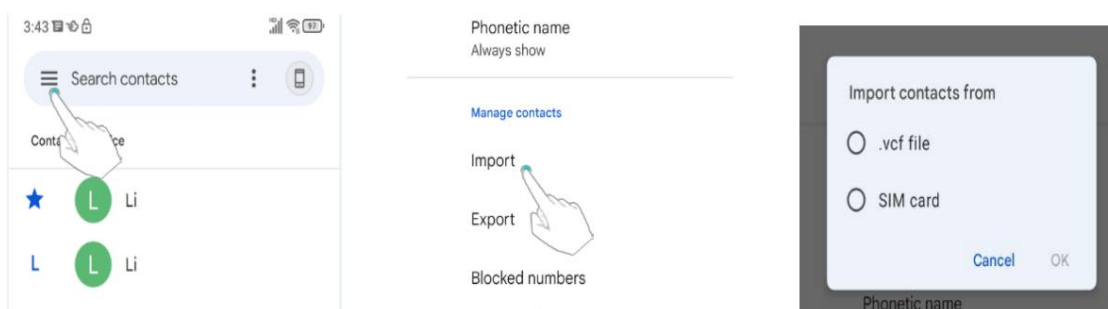 3:43
97
Search contacts
Conta ce
L Li
L L Li
Phonetic name
Always show
Manage contacts
Import
Export
Blocked numbers
Import contacts from
.vcf file
SIM card
Cancel OK
Phonetic name